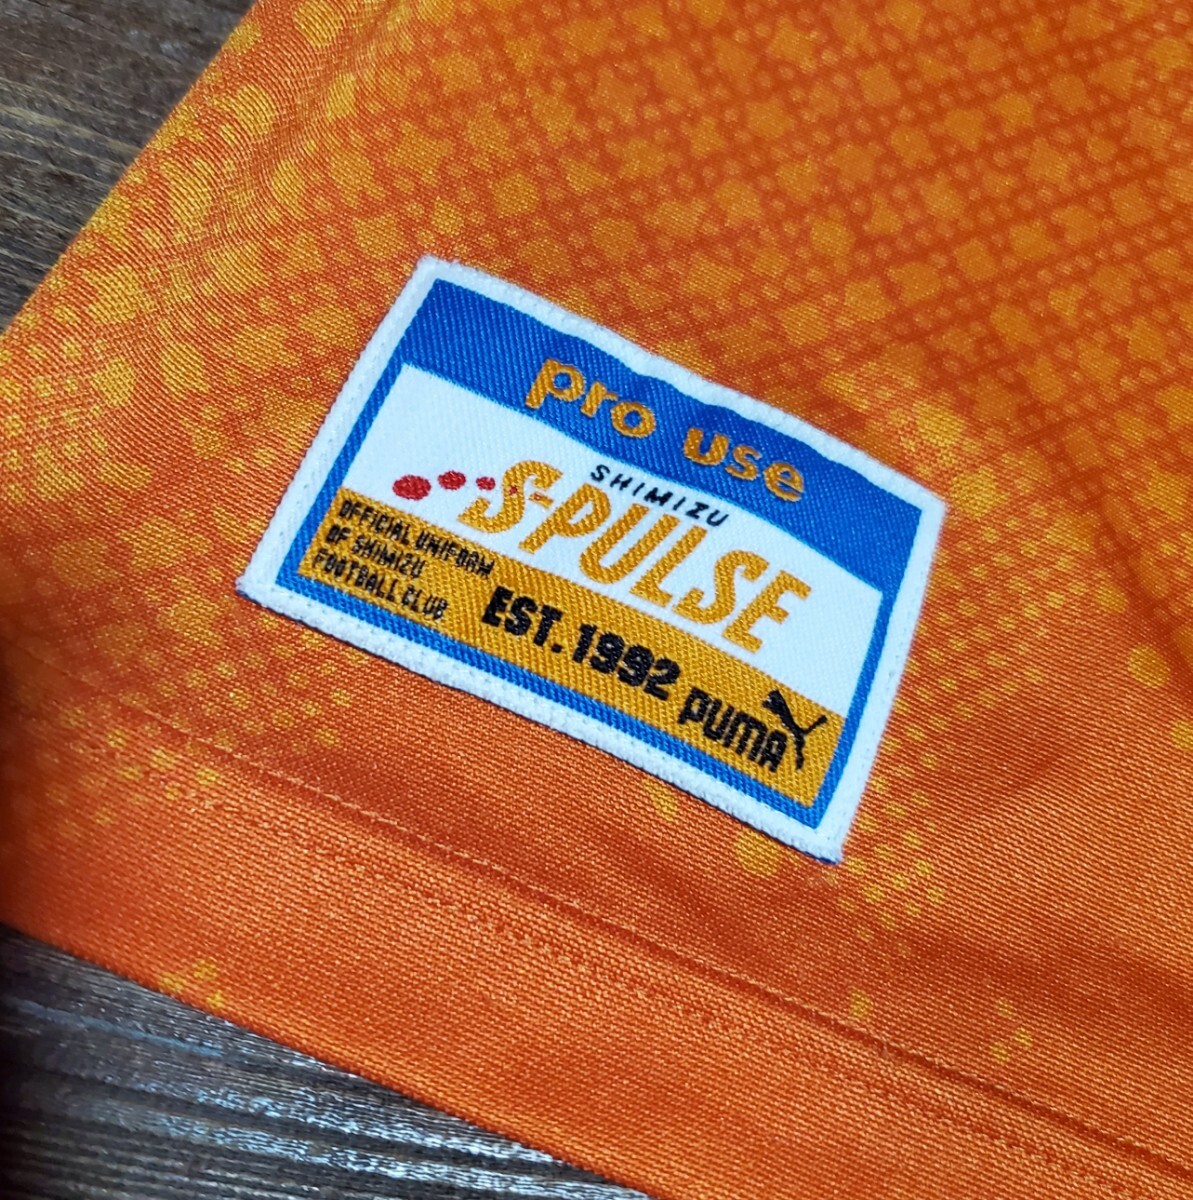 pro use
SHIMIZU
S-PULSE
OFFICIAL UNIFORM
OF SHIMIZU
FOOTBALL CLUB
EST. 1992
PUMA